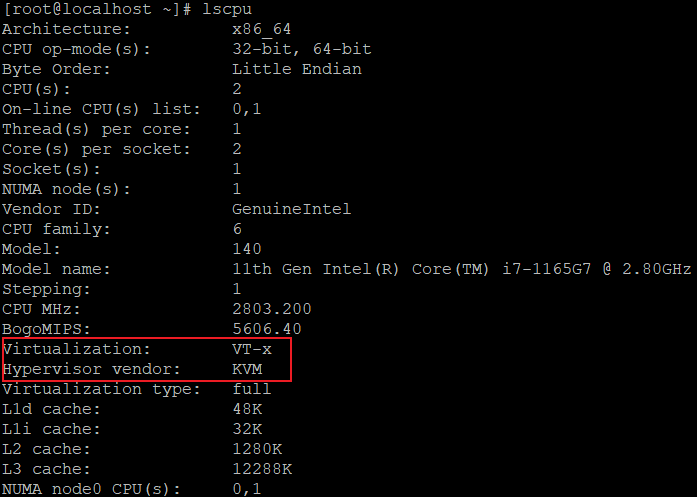 [root@localhost ~]# lscpu
Architecture: x86_64
CPU op-mode(s): 32-bit, 64-bit
Byte Order: Little Endian
CPU(s): 2
On-line CPU(s) list: 0,1
Thread(s) per core: 1
Core(s) per socket: 2
Socket(s): 1
NUMA node(s): 1
Vendor ID: GenuineIntel
CPU family: 6
Model: 140
Model name: 11th Gen Intel(R) Core(TM) i7-1165G7 @ 2.80GHz
Stepping: 1
CPU MHz: 2803.200
BogoMIPS: 5606.40
Virtualization: VT-x
Hypervisor vendor: KVM
Virtualization type: full
L1d cache: 48K
L1i cache: 32K
L2 cache: 1280K
L3 cache: 12288K
NUMA node0 CPU(s): 0,1